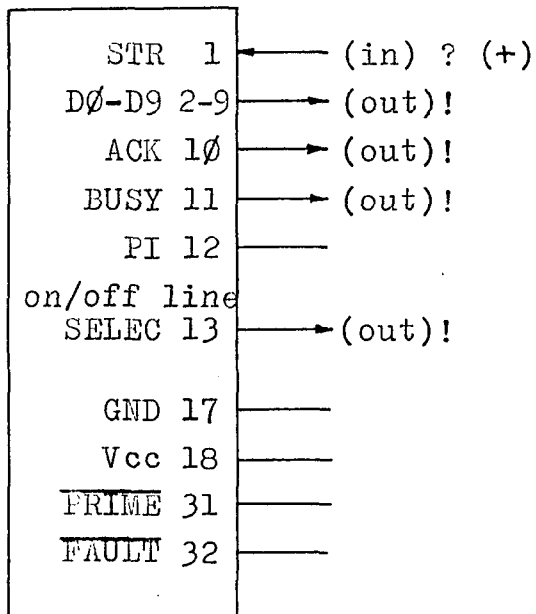 STR 1 (in) ? (+)
DØ-D9 2-9 (out)!
ACK 1Ø (out)!
BUSY 11 (out)!
PI 12
on/off line
SELEC 13 (out)!
GND 17
Vcc 18
PRIME 31
FAULT 32